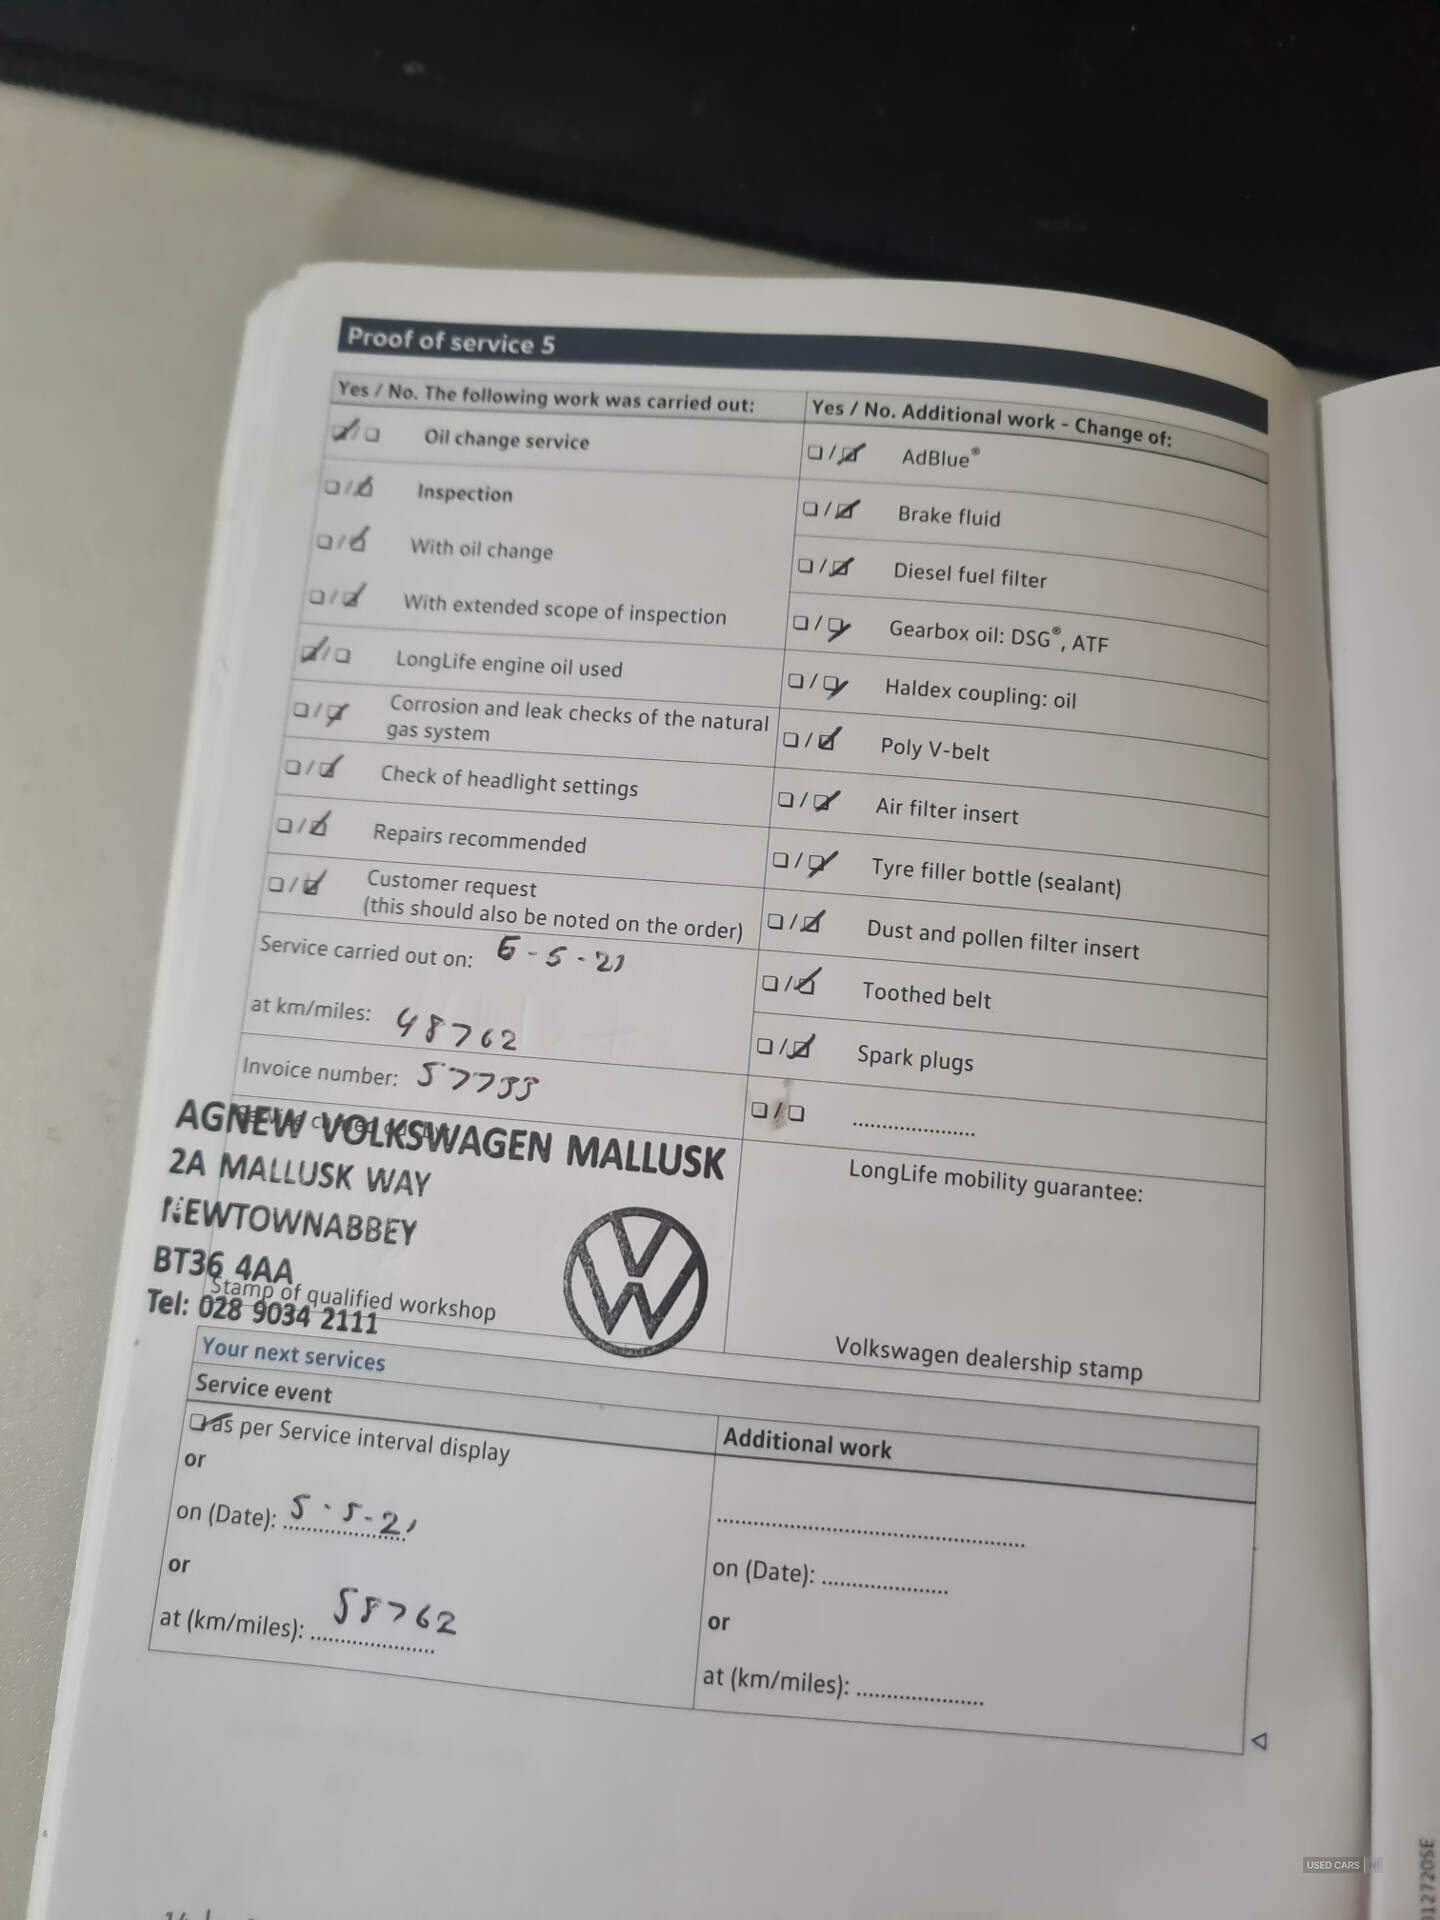 Proof of service 5
Yes / No. The following work was carried out:
Oil change service
Inspection
With oil change
With extended scope of inspection
LongLife engine oil used
Corrosion and leak checks of the natural
gas system
Check of headlight settings
Repairs recommended
Customer request
(this should also be noted on the order)
Service carried out on: 6-5-21
at km/miles: 48762
Invoice number: 57733
Yes / No. Additional work - Change of:
AdBlue®
Brake fluid
Diesel fuel filter
Gearbox oil: DSG®, ATF
Haldex coupling: oil
Poly V-belt
Air filter insert
Tyre filler bottle (sealant)
Dust and pollen filter insert
Toothed belt
Spark plugs
....................
AGNEW VOLKSWAGEN MALLUSK
2A MALLUSK WAY
NEWTOWNABBEY
BT36 4AA
Stamp of qualified workshop
Tel: 028 9034 2111
LongLife mobility guarantee:
Volkswagen dealership stamp
Your next services
Service event
as per Service interval display
or
on (Date): 5-5-21
or
at (km/miles): 58762
Additional work
on (Date): ....................
or
at (km/miles): ....................
USED CARS NI
012720SE